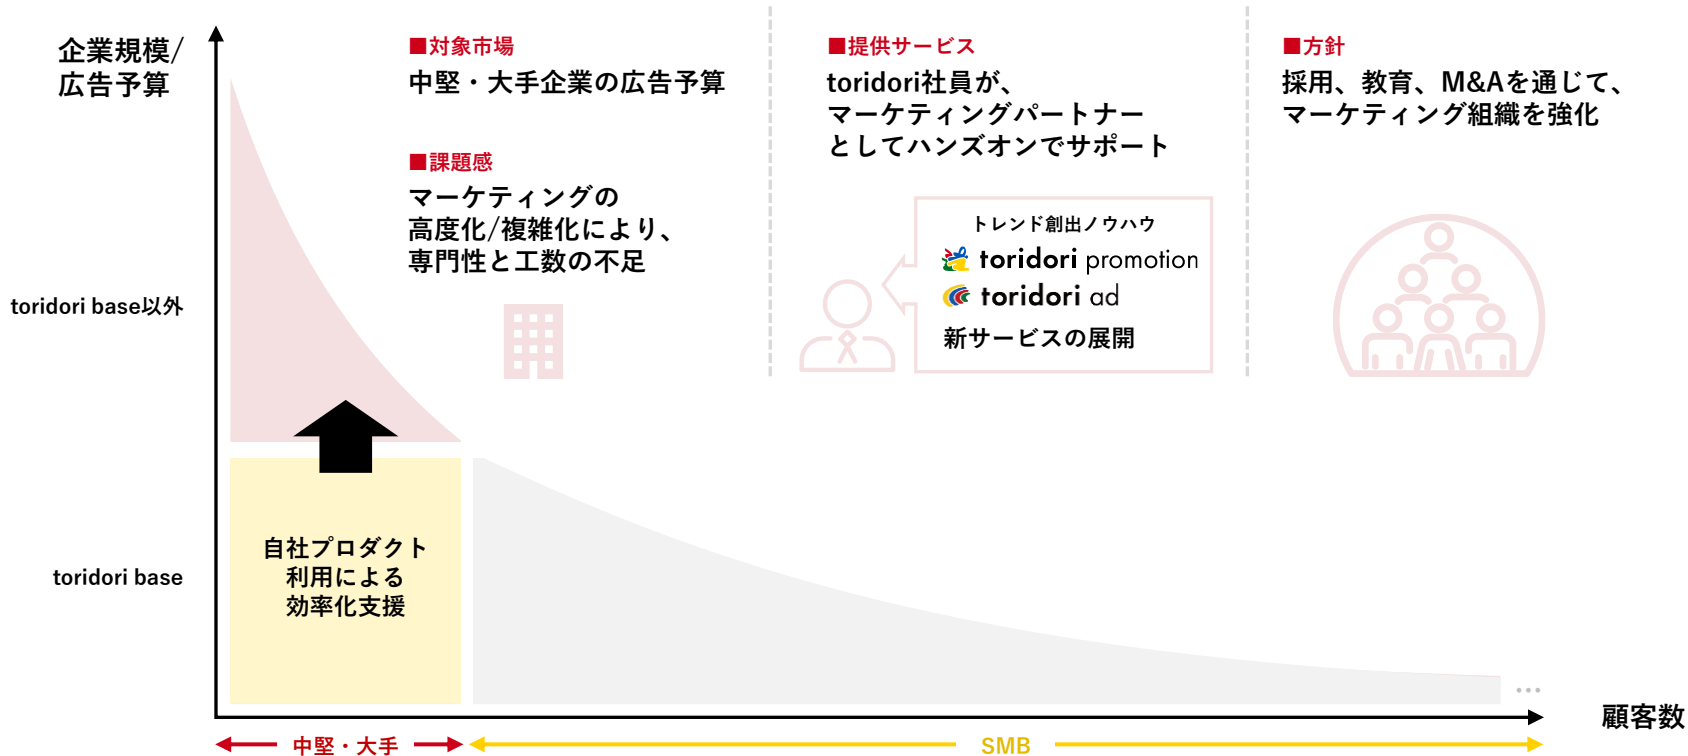 企業規模/
広告予算
■対象市場
中堅・大手企業の広告予算
■課題感
マーケティングの
高度化/複雑化により、
専門性と工数の不足
■提供サービス
toridori社員が、
マーケティングパートナー
としてハンズオンでサポート
トレンド創出ノウハウ
toridori promotion
toridori ad
新サービスの展開
■方針
採用、教育、M&Aを通じて、
マーケティング組織を強化
toridori base以外
toridori base
自社プロダクト
利用による
効率化支援
…
顧客数
中堅・大手
SMB